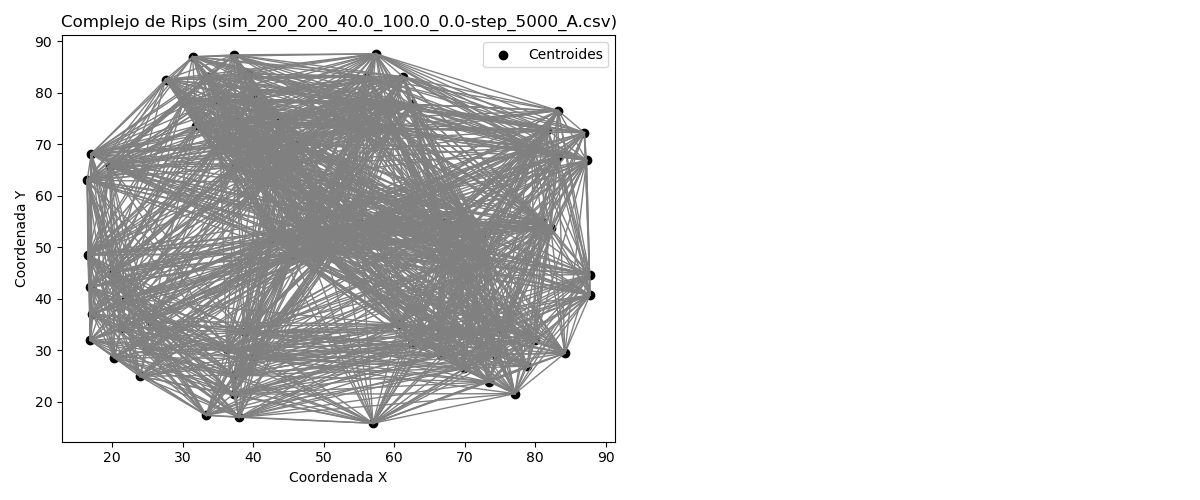 Complejo de Rips (sim_200_200_40.0_100.0_0.0-step_5000_A.csv)
Centroides
90
80
70
60
50
40
30
20
Coordenada Y
20 30 40 50 60 70 80 90
Coordenada X